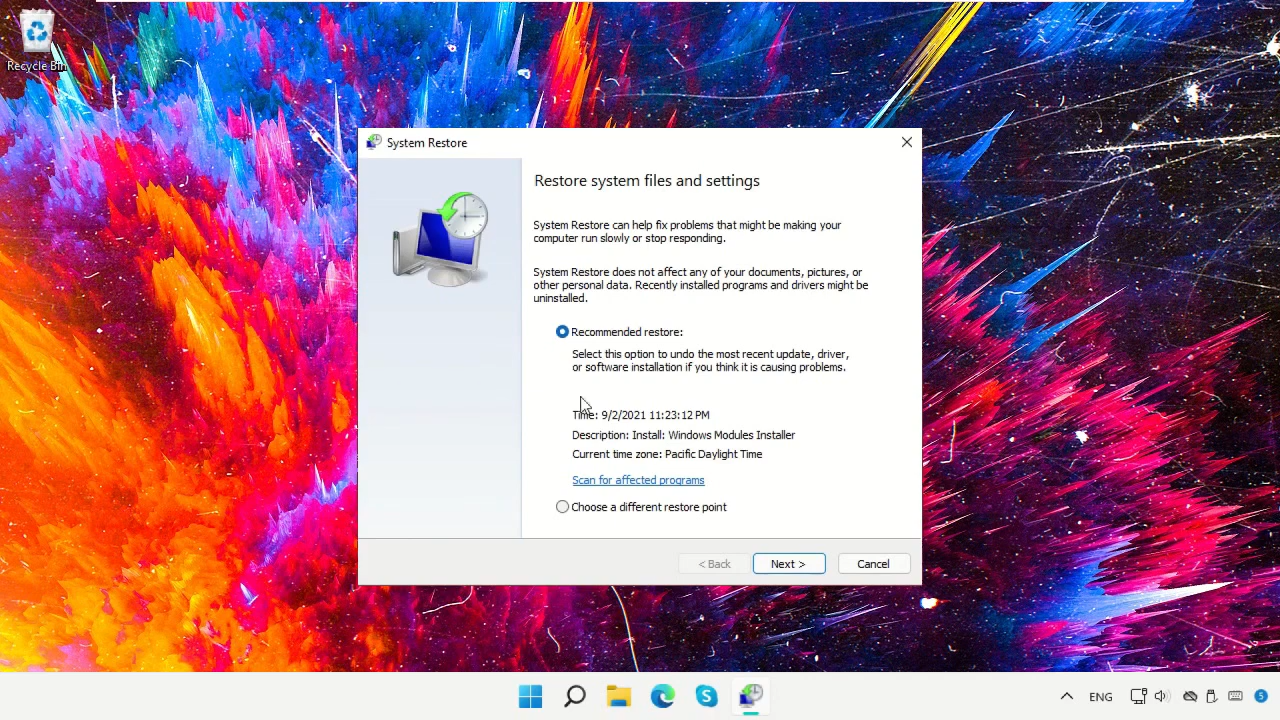 Recycle Bin
System Restore
Restore system files and settings
System Restore can help fix problems that might be making your
computer run slowly or stop responding.
System Restore does not affect any of your documents, pictures, or
other personal data. Recently installed programs and drivers might be
uninstalled.
Recommended restore:
Select this option to undo the most recent update, driver,
or software installation if you think it is causing problems.
Time: 9/2/2021 11:23:12 PM
Description: Install: Windows Modules Installer
Current time zone: Pacific Daylight Time
Scan for affected programs
Choose a different restore point
< Back
Next >
Cancel
S
ENG
5